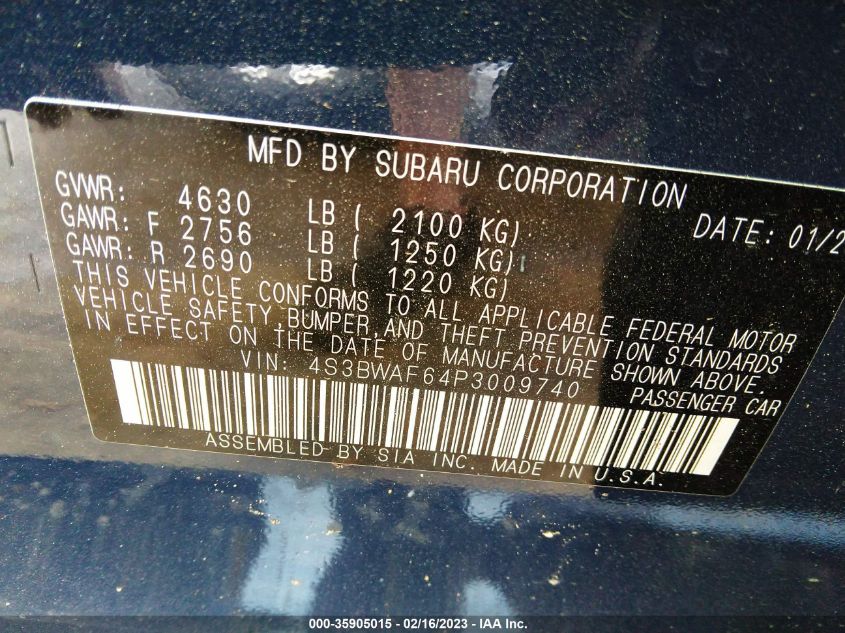 MFD BY SUBARU CORPORATION
DATE: 01/2
GVWR: 4630 LB ( 2100 KG)
GAWR: F 2756 LB ( 1250 KG)
GAWR: R 2690 LB ( 1220 KG)
THIS VEHICLE CONFORMS TO ALL APPLICABLE FEDERAL MOTOR
VEHICLE SAFETY,BUMPER,AND THEFT PREVENTION STANDARDS
IN EFFECT ON THE DATE OF MANUFACTURE SHOWN ABOVE.
VIN: 4S3BWAF64P3009740
PASSENGER CAR
ASSEMBLED BY SIA INC. MADE IN U.S.A.
000-35905015 - 02/16/2023 - IAA Inc.